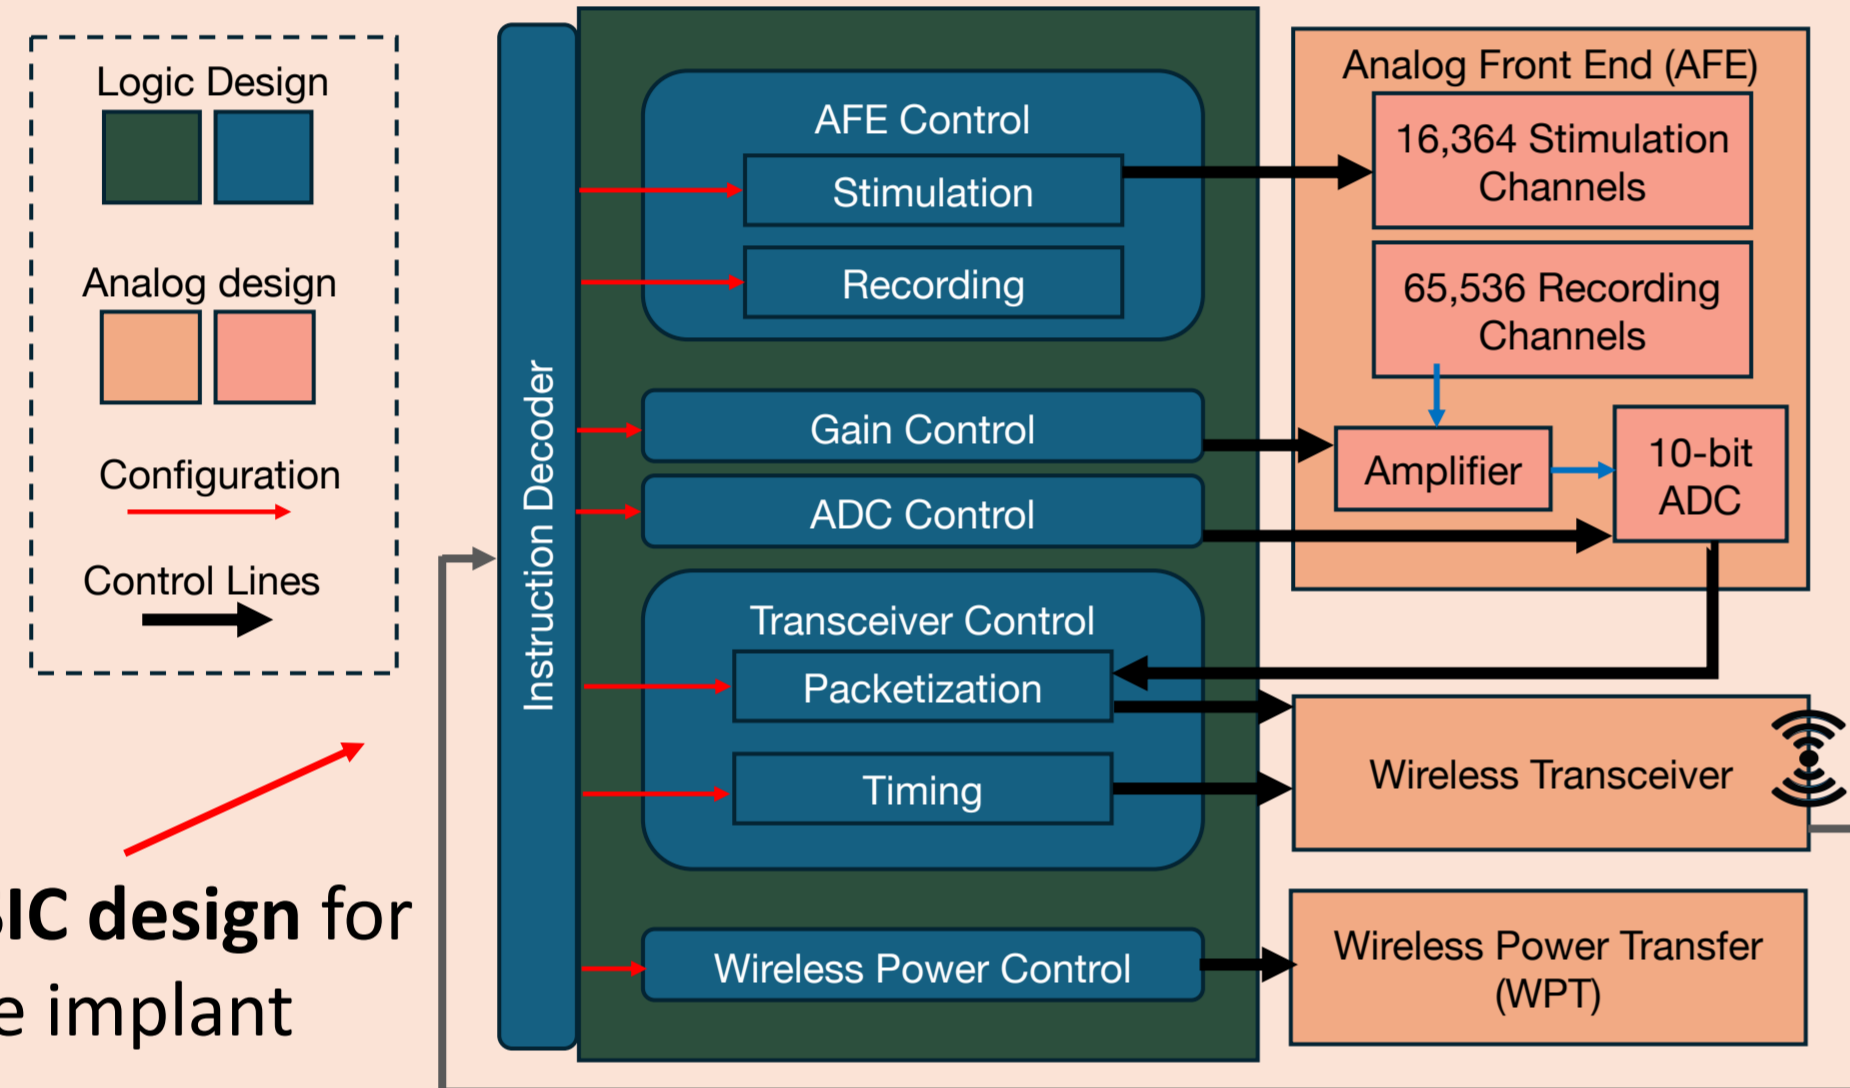 Logic Design
Analog design
Configuration
Control Lines
design for
implant
Instruction Decoder
AFE Control
Stimulation
Recording
Gain Control
ADC Control
Transceiver Control
Packetization
Timing
Wireless Power Control
Analog Front End (AFE)
16,364 Stimulation
Channels
65,536 Recording
Channels
Amplifier
10-bit
ADC
Wireless Transceiver
Wireless Power Transfer
(WPT)